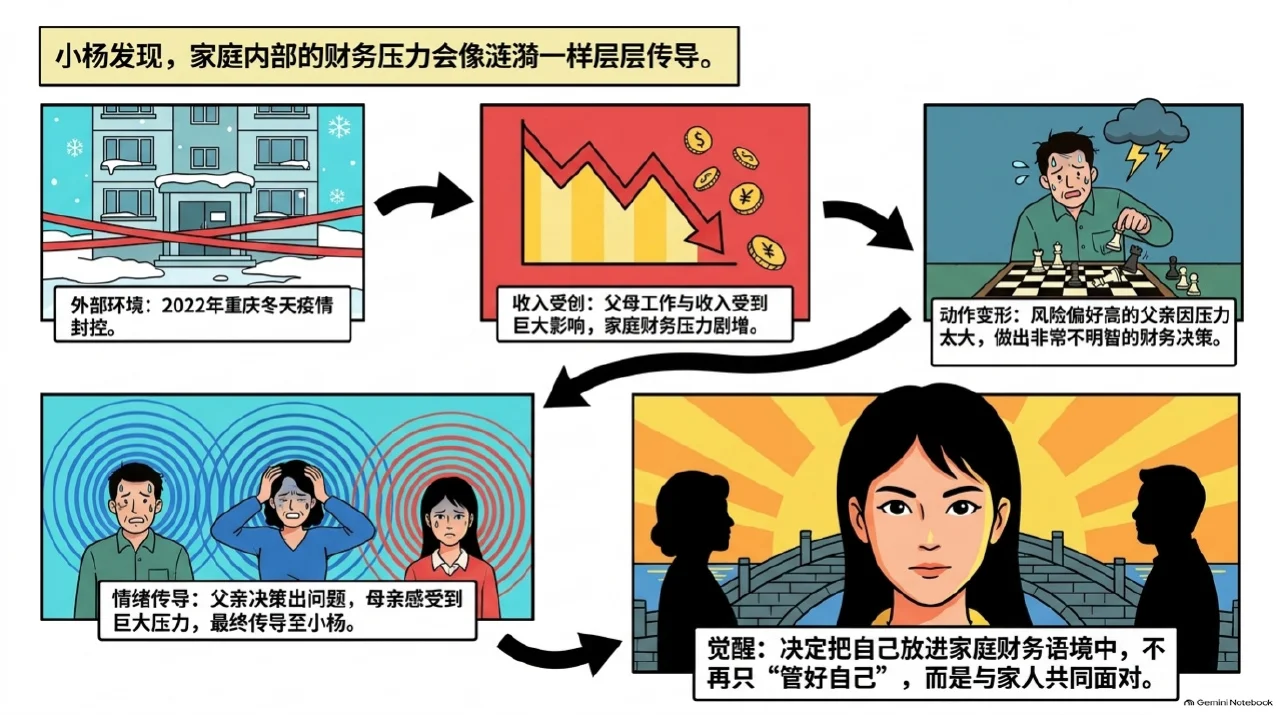 小杨发现，家庭内部的财务压力会像涟漪一样层层传导。
外部环境：2022年重庆冬天疫情
封控。
收入受创：父母工作与收入受到
巨大影响，家庭财务压力剧增。
动作变形：风险偏好高的父亲因压力
太大，做出非常不明智的财务决策。
情绪传导：父亲决策出问题，母亲感受到
巨大压力，最终传导至小杨。
觉醒：决定把自己放进家庭财务语境中，不
再只“管好自己”，而是与家人共同面对。
Gemini Notebook